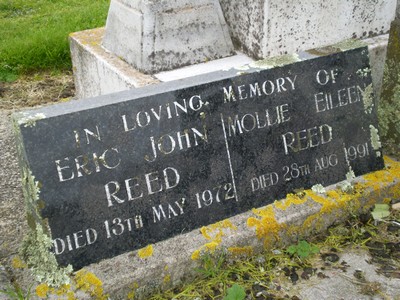 IN LOVING MEMORY OF
ERIC JOHN
REED
DIED 13TH MAY 1972
MOLLIE EILEEN
REED
DIED 28TH AUG 1991